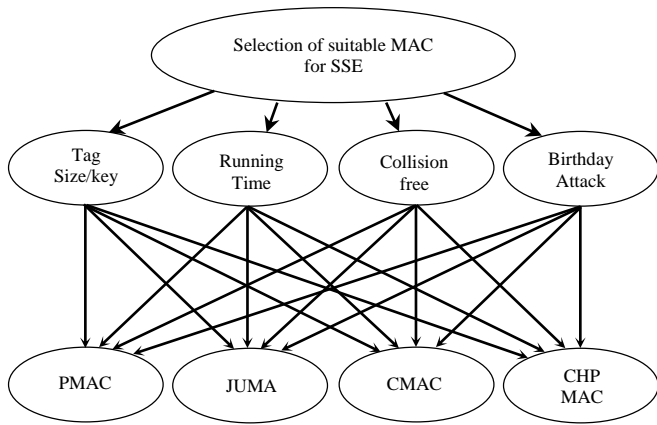 Selection of suitable MAC
for SSE
Tag
Size/key
Running
Time
Collision
free
Birthday
Attack
PMAC
JUMA
CMAC
CHP
MAC